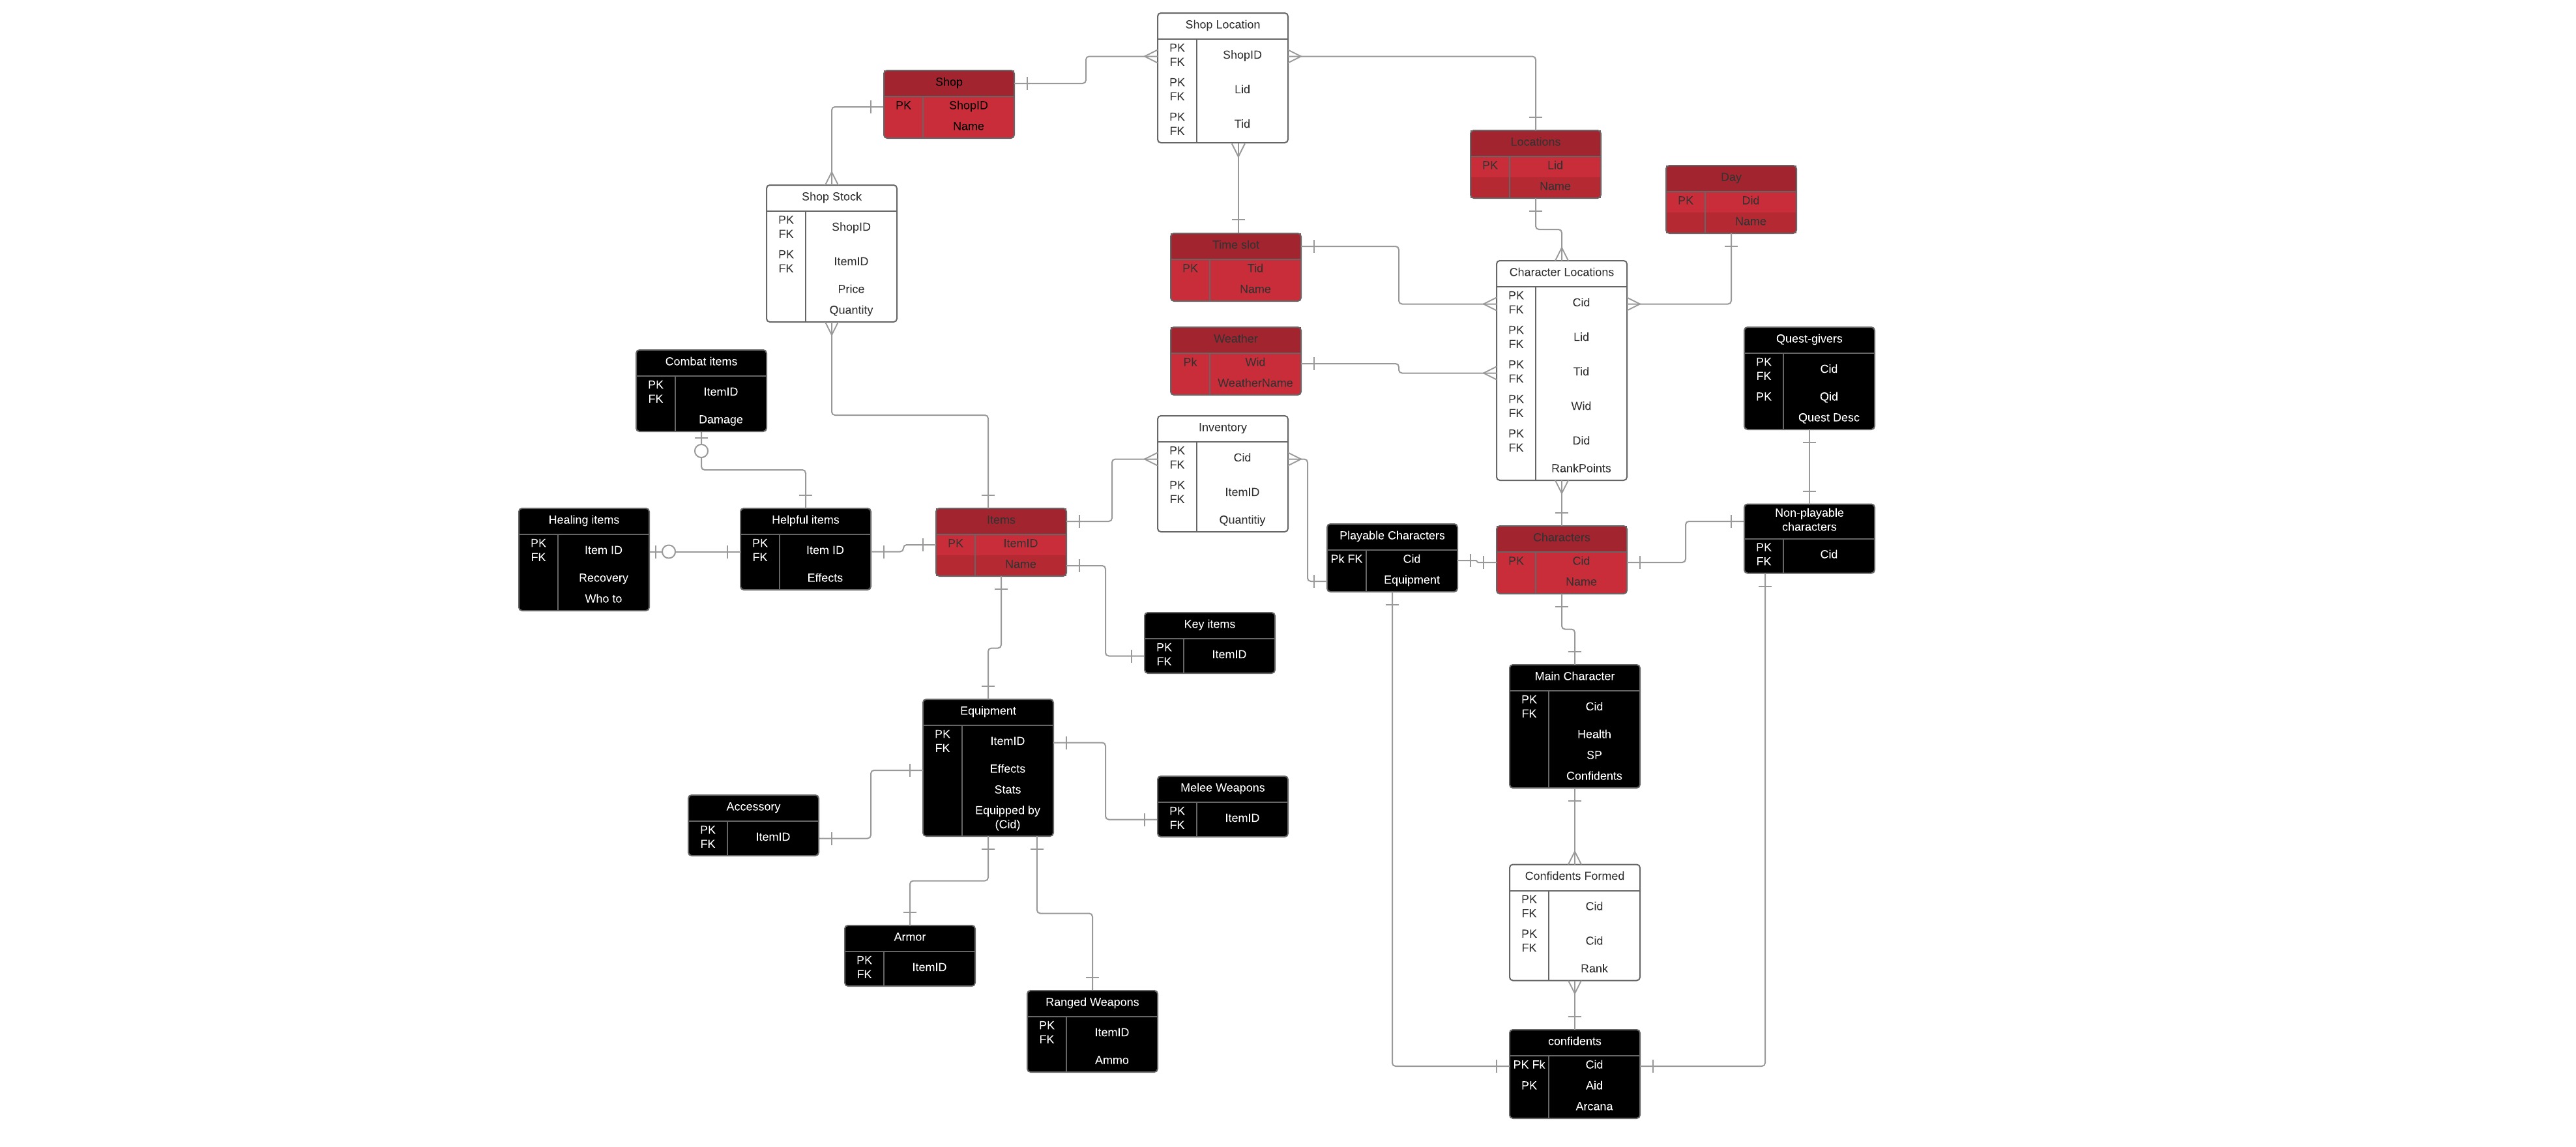 Shop Location
PK
FK
ShopID
PK
FK
Lid
PK
FK
Tid
Shop
PK ShopID
Name
Locations
PK Lid
Name
Day
PK Did
Name
Shop Stock
PK
FK
ShopID
PK
FK
ItemID
Price
Quantity
Time slot
PK Tid
Name
Character Locations
PK
FK
Cid
PK
FK
Lid
PK
FK
Tid
PK
FK
Wid
PK
FK
Did
RankPoints
Weather
Pk Wid
WeatherName
Quest-givers
PK
FK
Cid
PK Qid
Quest Desc
Combat items
PK
FK
ItemID
Damage
Inventory
PK
FK
Cid
PK
FK
ItemID
Quantitiy
Healing items
PK
FK
Item ID
Recovery
Who to
Helpful items
PK
FK
Item ID
Effects
Items
PK ItemID
Name
Playable Characters
Pk FK Cid
Equipment
Characters
PK Cid
Name
Non-playable
characters
PK
FK
Cid
Key items
PK
FK
ItemID
Main Character
PK
FK
Cid
Health
SP
Confidents
Equipment
PK
FK
ItemID
Effects
Stats
Equipped by
(Cid)
Melee Weapons
PK
FK
ItemID
Accessory
PK
FK
ItemID
Confidents Formed
PK
FK
Cid
PK
FK
Cid
Rank
Armor
PK
FK
ItemID
Ranged Weapons
PK
FK
ItemID
Ammo
confidents
PK Fk Cid
PK Aid
Arcana